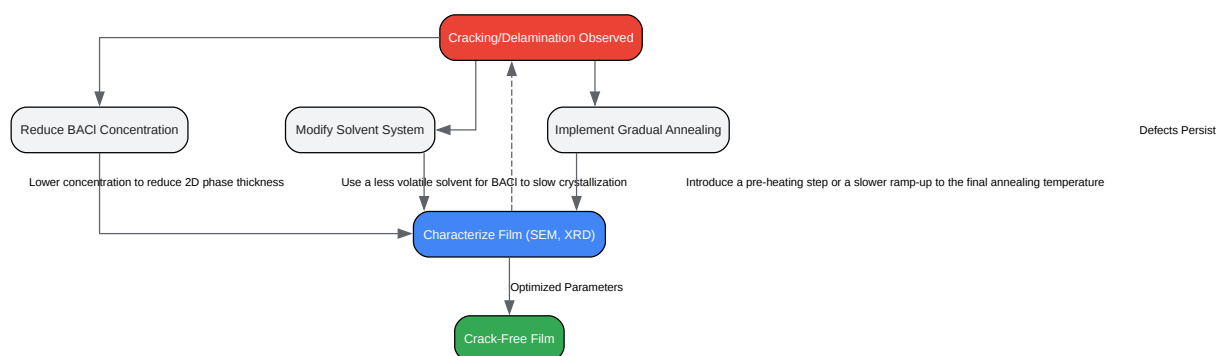 Cracking/Delamination Observed
Reduce BACl Concentration
Modify Solvent System
Implement Gradual Annealing
Defects Persist
Lower concentration to reduce 2D phase thickness
Use a less volatile solvent for BACl to slow crystallization
Introduce a pre-heating step or a slower ramp-up to the final annealing temperature
Characterize Film (SEM, XRD)
Optimized Parameters
Crack-Free Film